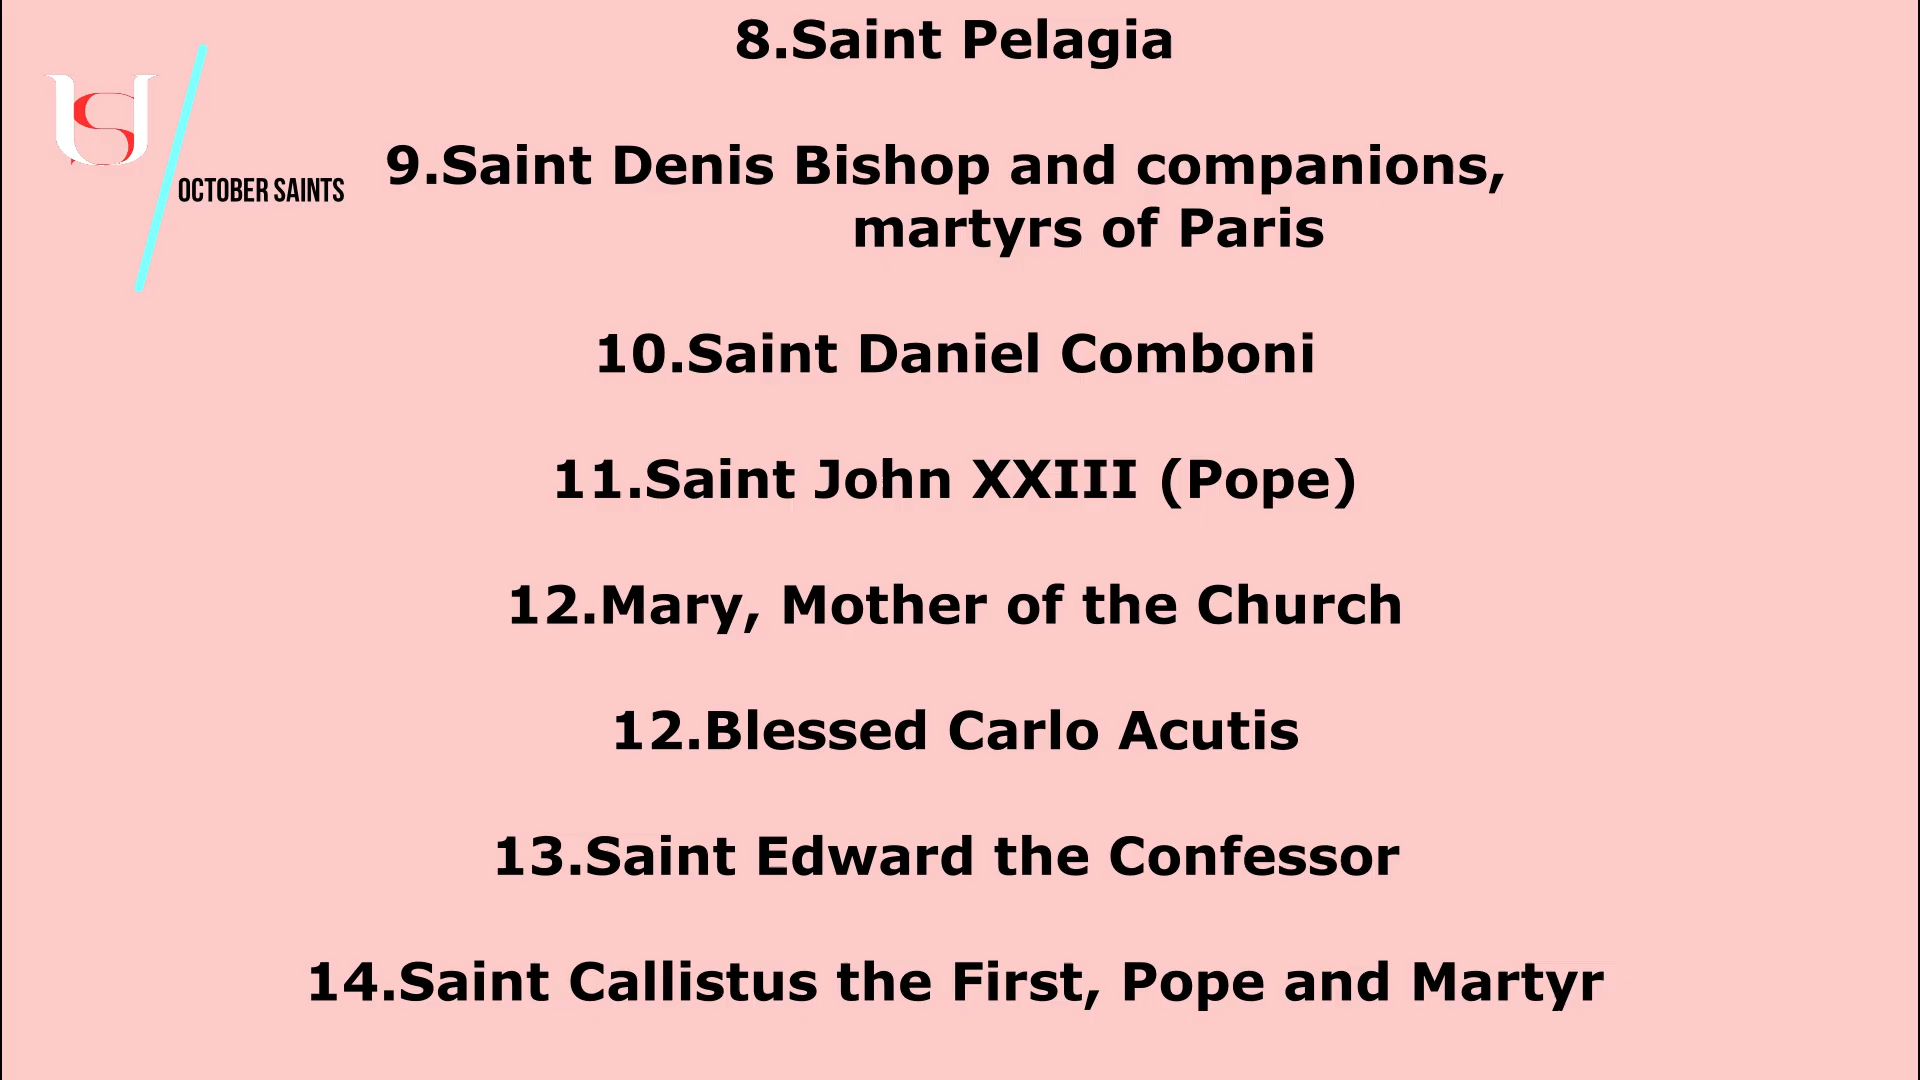 8.Saint Pelagia
US
OCTOBER SAINTS
9.Saint Denis Bishop and companions,
martyrs of Paris
10.Saint Daniel Comboni
11.Saint John XXIII (Pope)
12.Mary, Mother of the Church
12.Blessed Carlo Acutis
13.Saint Edward the Confessor
14.Saint Callistus the First, Pope and Martyr